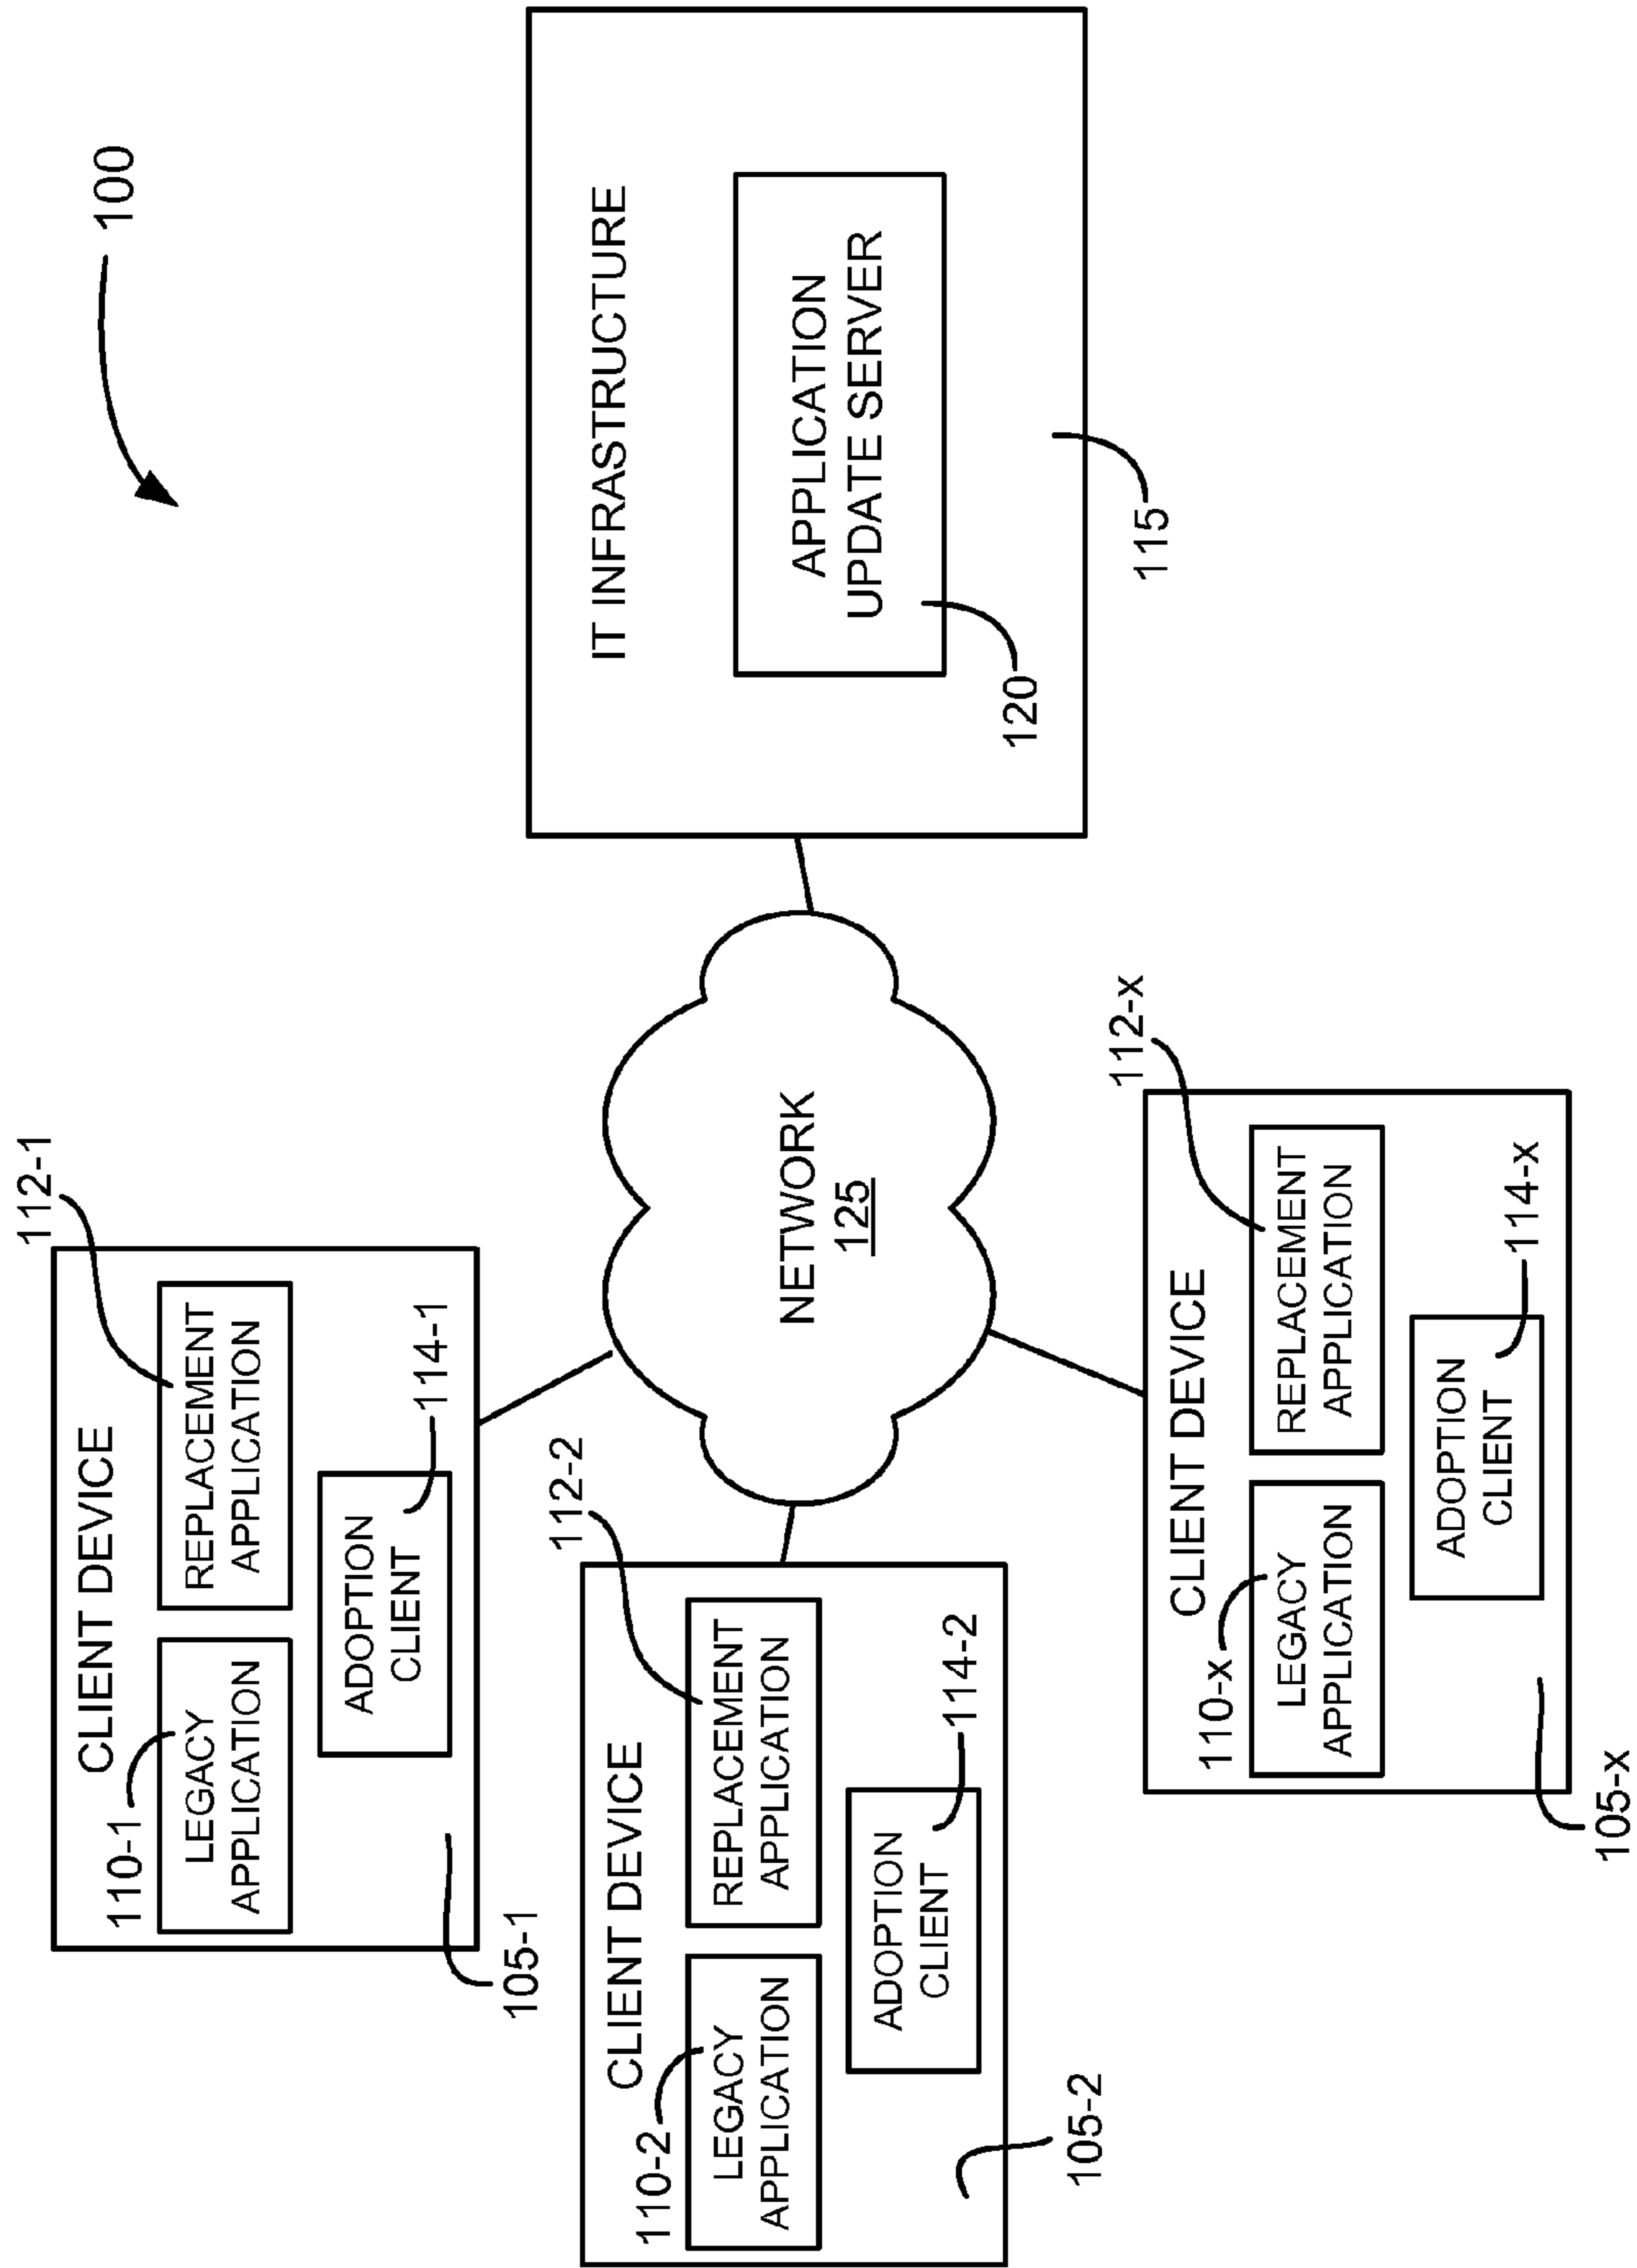 100
112-1
CLIENT DEVICE
110-1
LEGACY
APPLICATION
REPLACEMENT
APPLICATION
ADOPTION
CLIENT
114-1
105-1
112-2
CLIENT DEVICE
110-2
LEGACY
APPLICATION
REPLACEMENT
APPLICATION
ADOPTION
CLIENT
114-2
105-2
NETWORK
125
IT INFRASTRUCTURE
APPLICATION
UPDATE SERVER
120
115
112-x
CLIENT DEVICE
110-x
LEGACY
APPLICATION
REPLACEMENT
APPLICATION
ADOPTION
CLIENT
114-x
105-x